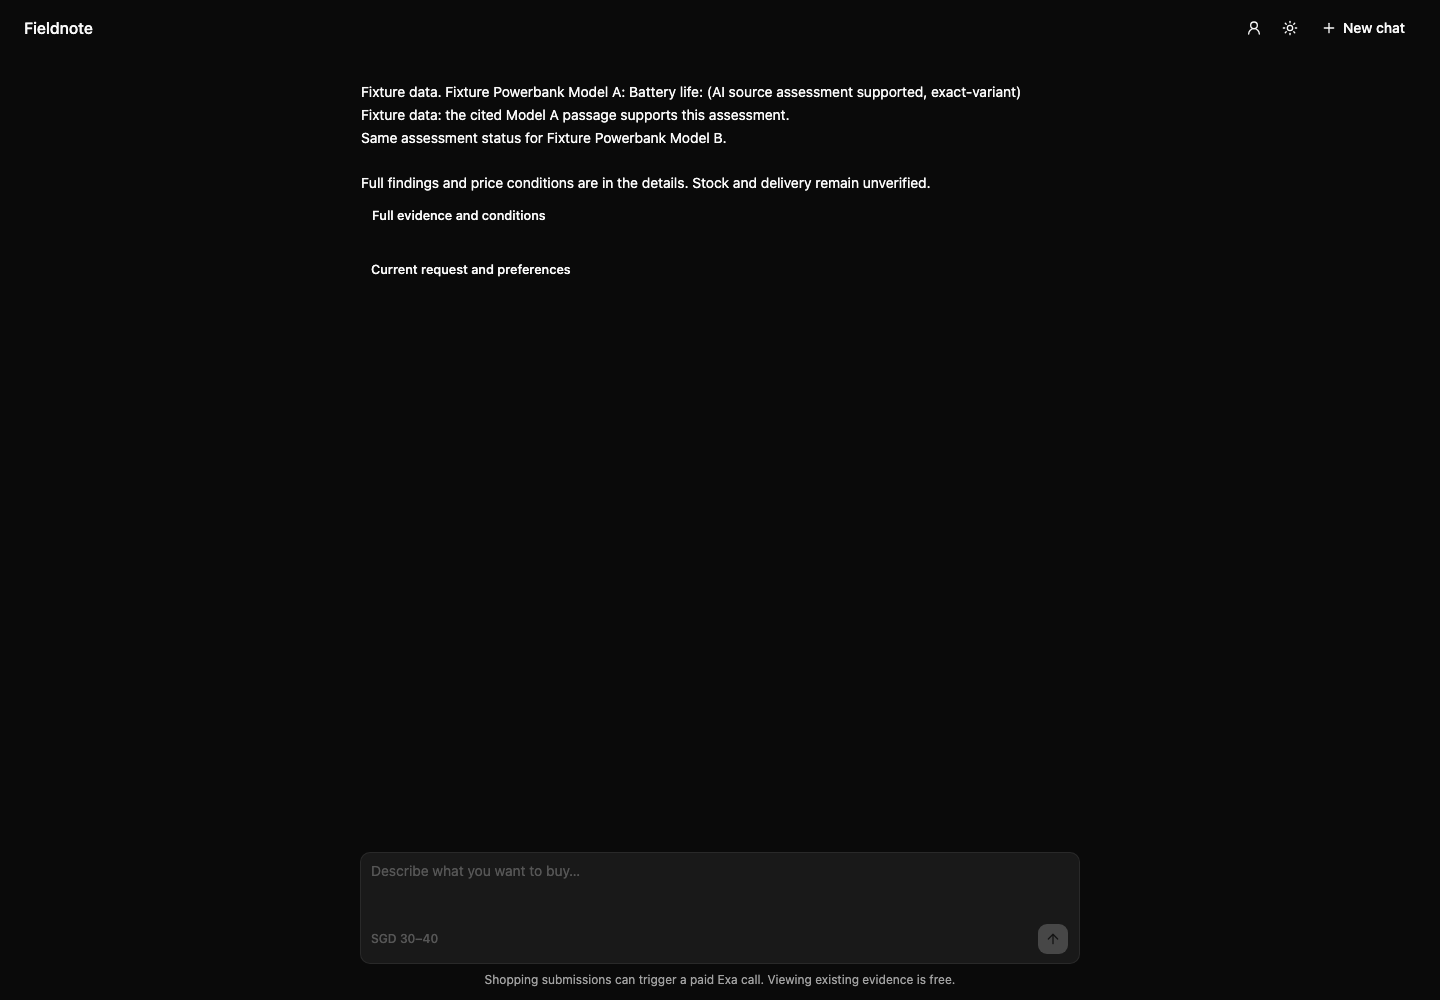 Fieldnote
New chat
Fixture data. Fixture Powerbank Model A: Battery life: (AI source assessment supported, exact-variant)
Fixture data: the cited Model A passage supports this assessment.
Same assessment status for Fixture Powerbank Model B.
Full findings and price conditions are in the details. Stock and delivery remain unverified.
Full evidence and conditions
Current request and preferences
Describe what you want to buy...
SGD 30–40
Shopping submissions can trigger a paid Exa call. Viewing existing evidence is free.